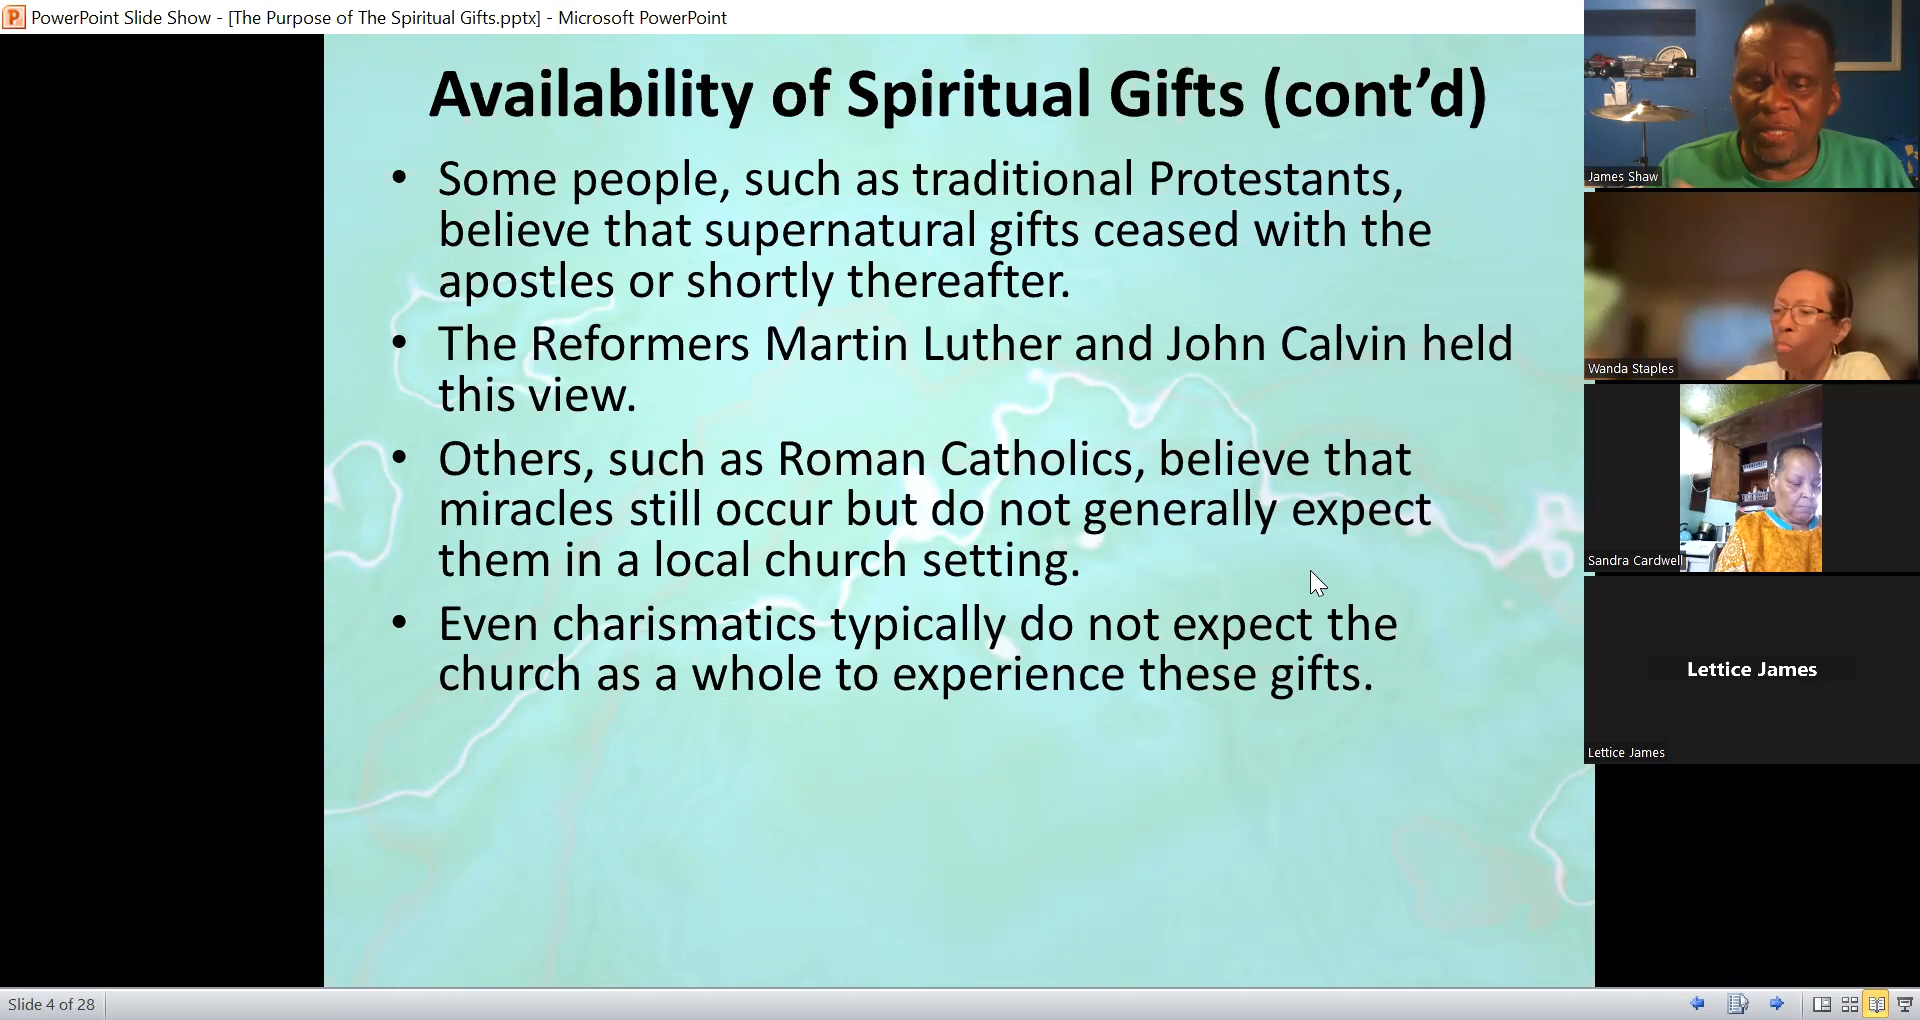 PowerPoint Slide Show - [The Purpose of The Spiritual Gifts.pptx] - Microsoft PowerPoint
Availability of Spiritual Gifts (cont’d)
• Some people, such as traditional Protestants,
believe that supernatural gifts ceased with the
apostles or shortly thereafter.
• The Reformers Martin Luther and John Calvin held
this view.
• Others, such as Roman Catholics, believe that
miracles still occur but do not generally expect
them in a local church setting.
• Even charismatics typically do not expect the
church as a whole to experience these gifts.
James Shaw
Wanda Staples
Sandra Cardwell
Lettice James
Lettice James
Slide 4 of 28